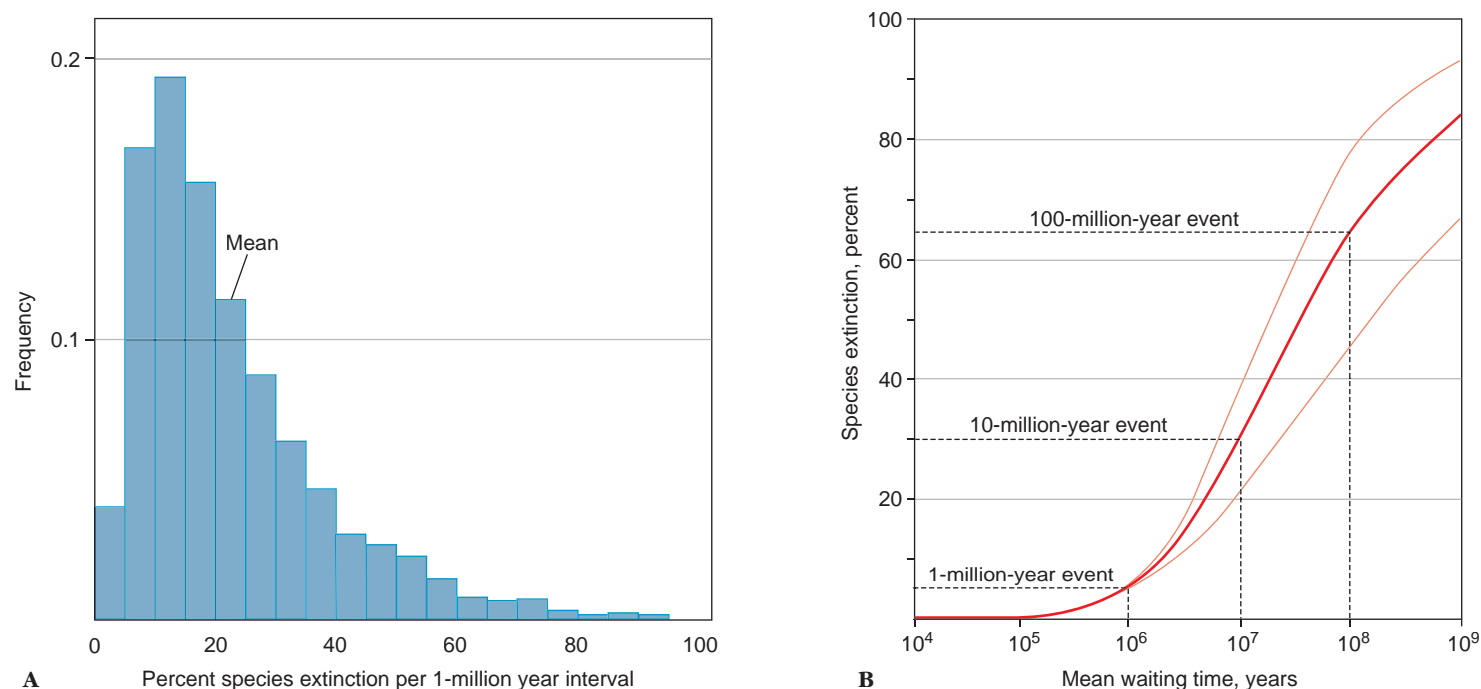 0.2
0.1
Frequency
Mean
0
20
40
60
80
100
A
Percent species extinction per 1-million year interval
100
80
60
40
20
Species extinction, percent
100-million-year event
10-million-year event
1-million-year event
10⁴
10⁵
10⁶
10⁷
10⁸
10⁹
B
Mean waiting time, years